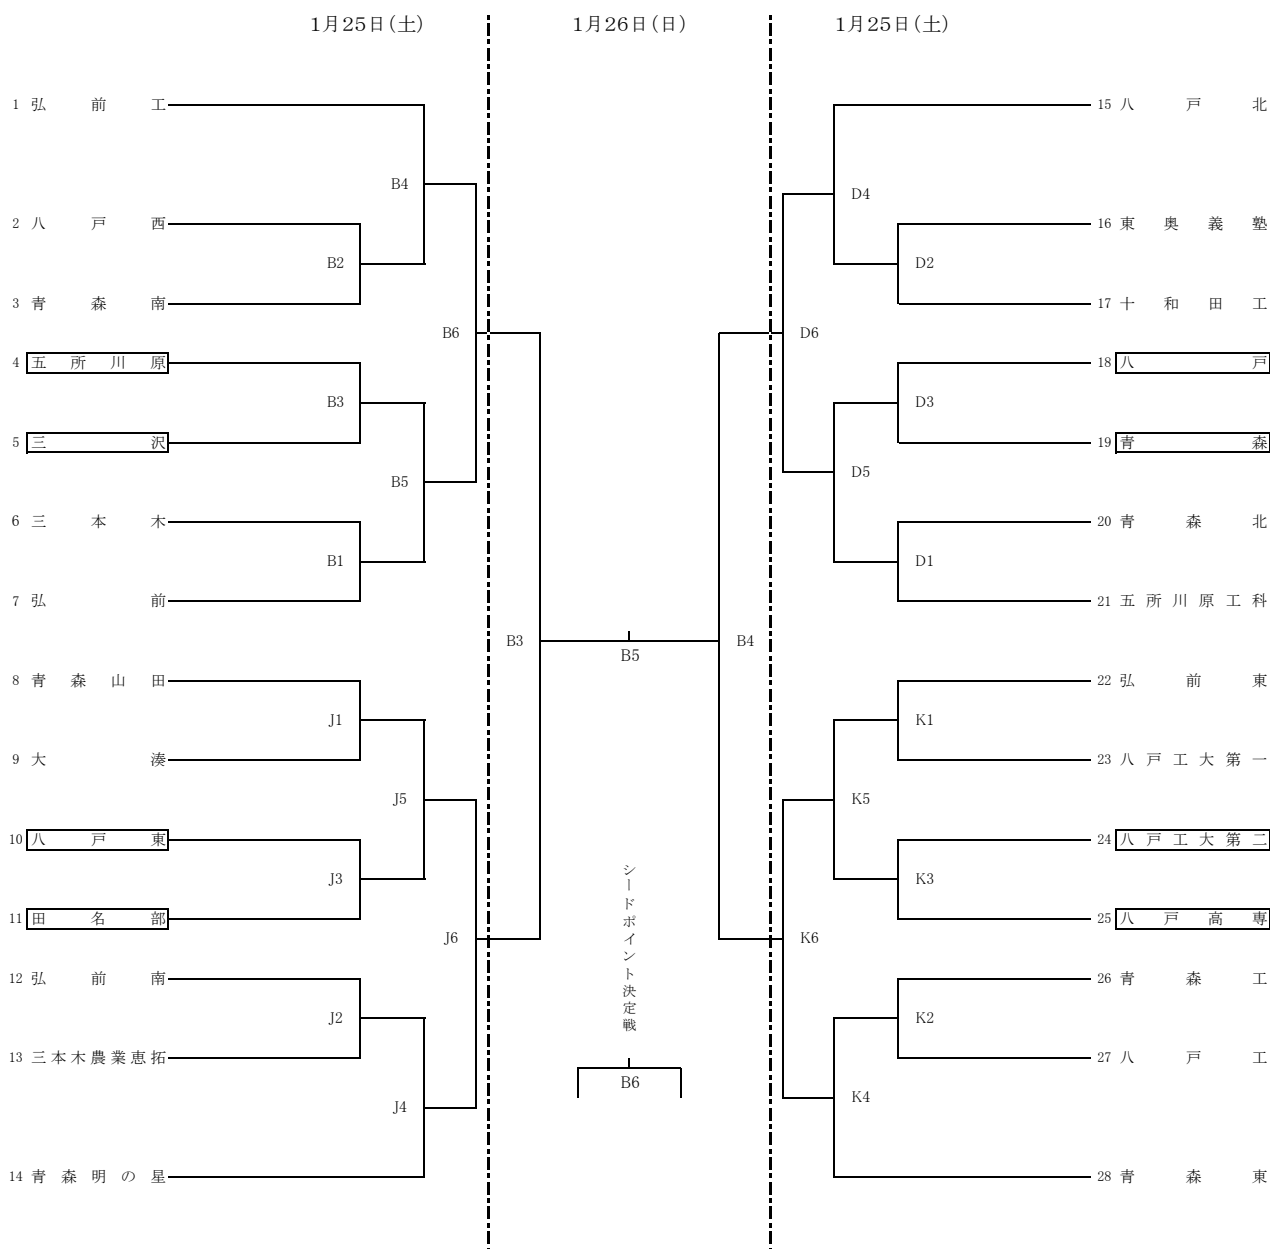 1月25日(土)
1月26日(日)
1月25日(土)
1 弘前工
B4
2 八戸西
B2
3 青森南
B6
4 五所川原
B3
5 三沢
B5
6 三本木
B1
7 弘前
B3
8 青森山田
J1
9 大湊
J5
10 八戸東
J3
11 田名部
J6
12 弘前南
J2
13 三本木農業恵拓
J4
14 青森明の星
B5
シードポイント決定戦
B6
15 八戸北
D4
16 東奥義塾
D2
17 十和田工
D6
18 八戸
D3
19 青森
D5
20 青森北
D1
21 五所川原工科
B4
22 弘前東
K1
23 八戸工大第一
K5
24 八戸工大第二
K3
25 八戸高専
K6
26 青森工
K2
27 八戸工
K4
28 青森東